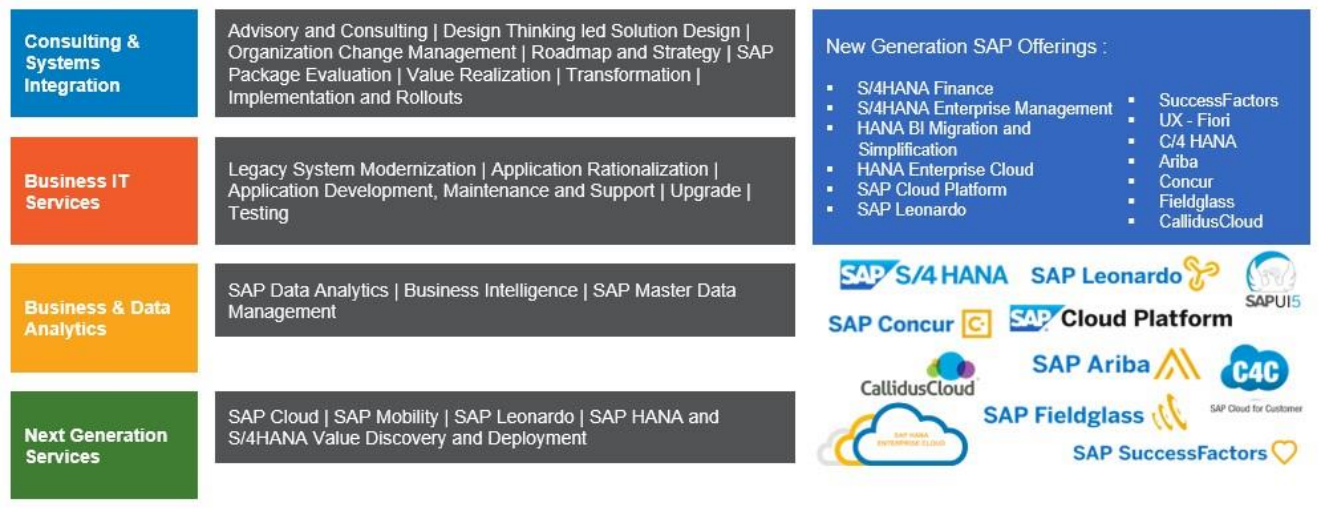 Consulting &
Systems
Integration
Advisory and Consulting | Design Thinking led Solution Design |
Organization Change Management | Roadmap and Strategy | SAP
Package Evaluation | Value Realization | Transformation |
Implementation and Rollouts
Business IT
Services
Legacy System Modernization | Application Rationalization |
Application Development, Maintenance and Support | Upgrade |
Testing
Business & Data
Analytics
SAP Data Analytics | Business Intelligence | SAP Master Data
Management
Next Generation
Services
SAP Cloud | SAP Mobility | SAP Leonardo | SAP HANA and
S/4HANA Value Discovery and Deployment
New Generation SAP Offerings :
▪ S/4HANA Finance
▪ S/4HANA Enterprise Management
▪ HANA BI Migration and
Simplification
▪ HANA Enterprise Cloud
▪ SAP Cloud Platform
▪ SAP Leonardo
▪ SuccessFactors
▪ UX - Fiori
▪ C/4 HANA
▪ Ariba
▪ Concur
▪ Fieldglass
▪ CallidusCloud
SAP S/4 HANA
SAP Leonardo
SAPUI5
SAP Concur C
SAP Cloud Platform
CallidusCloud
SAP Ariba
C4C
SAP Cloud for Customer
SAP HANA
ENTERPRISE CLOUD
SAP Fieldglass
SAP SuccessFactors